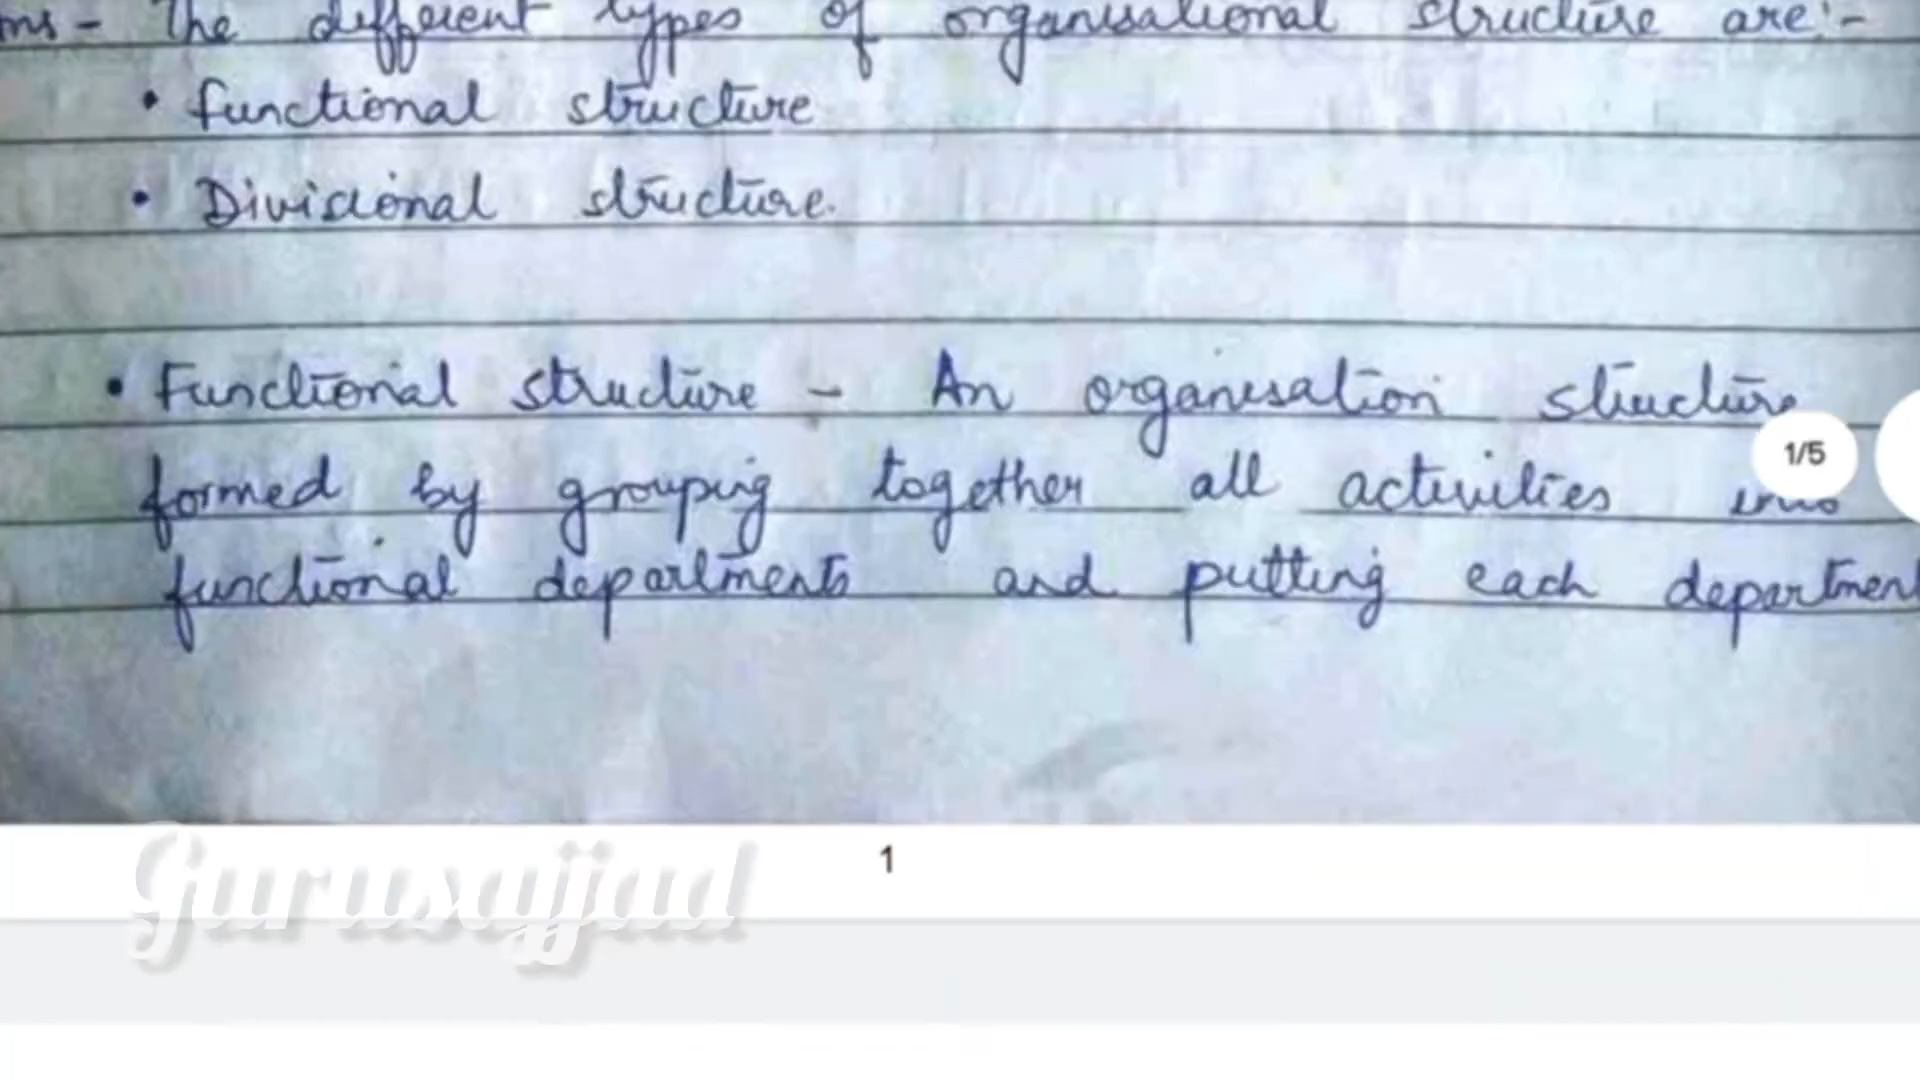 ns - The different types of organisational structure are:-
• functional structure
• Divisional structure.
• Functional structure - An organisation structure
formed by grouping together all activities into
functional departments and putting each department
1/5
1
Gurusajjad